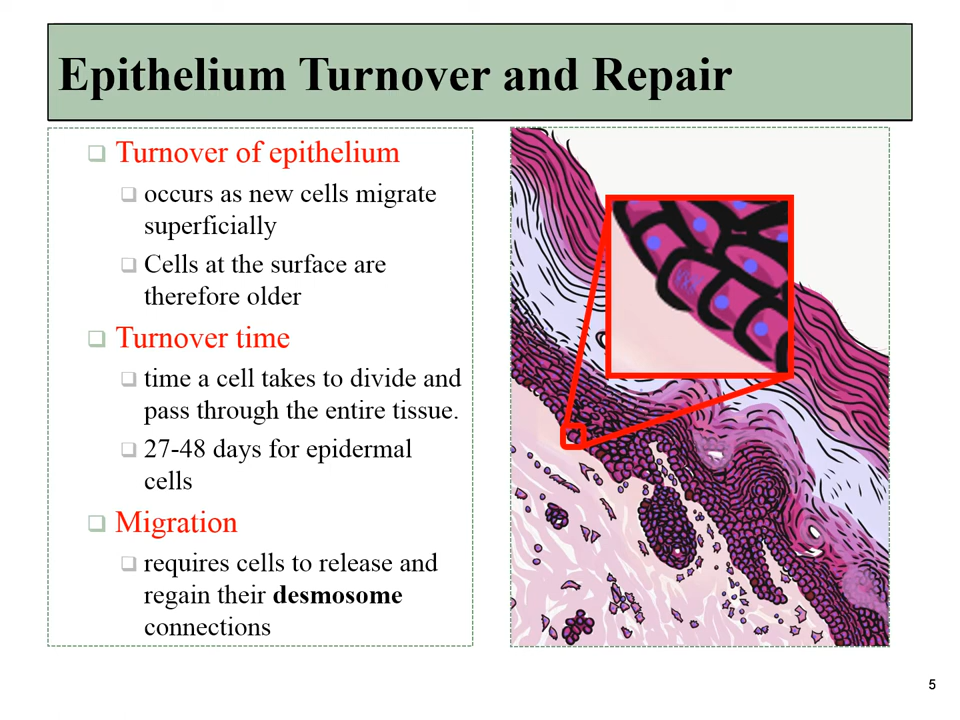 Epithelium Turnover and Repair
Turnover of epithelium
occurs as new cells migrate
superficially
Cells at the surface are
therefore older
Turnover time
time a cell takes to divide and
pass through the entire tissue.
27-48 days for epidermal
cells
Migration
requires cells to release and
regain their desmosome
connections
5